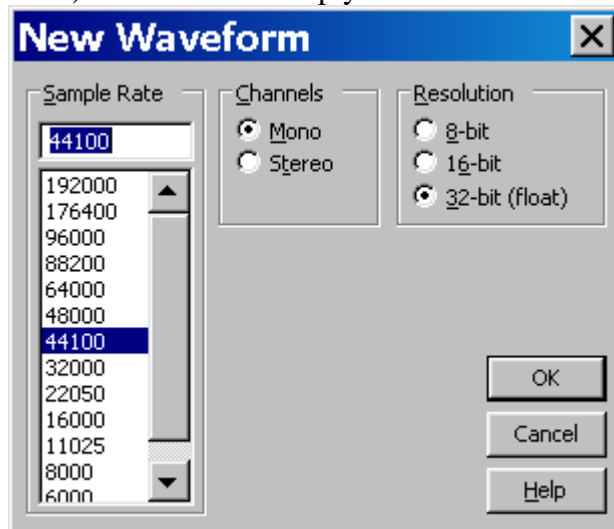 New Waveform
Sample Rate
44100
192000
176400
96000
88200
64000
48000
44100
32000
22050
16000
11025
8000
6000
Channels
Mono
Stereo
Resolution
8-bit
16-bit
32-bit (float)
OK
Cancel
Help